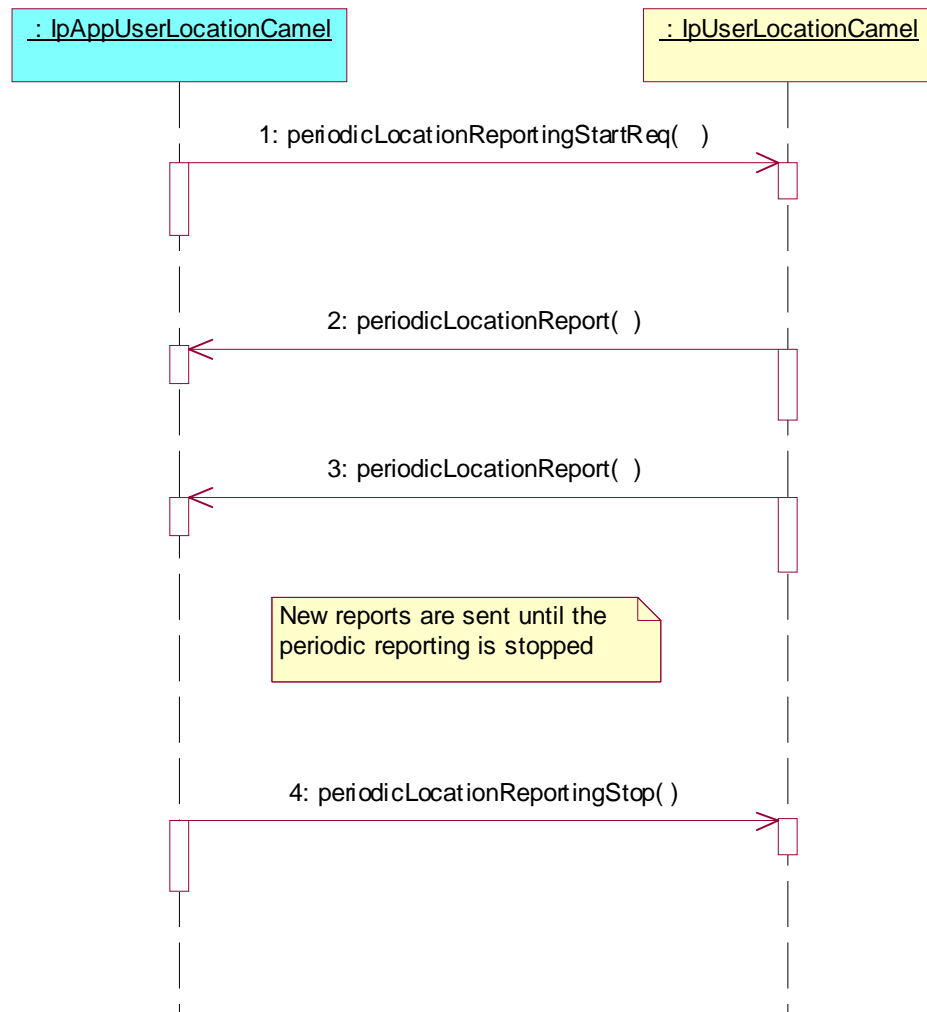 : IpAppUserLocationCamel
: IpUserLocationCamel
1: periodicLocationReportingStartReq( )
2: periodicLocationReport( )
3: periodicLocationReport( )
New reports are sent until the
periodic reporting is stopped
4: periodicLocationReportingStop( )